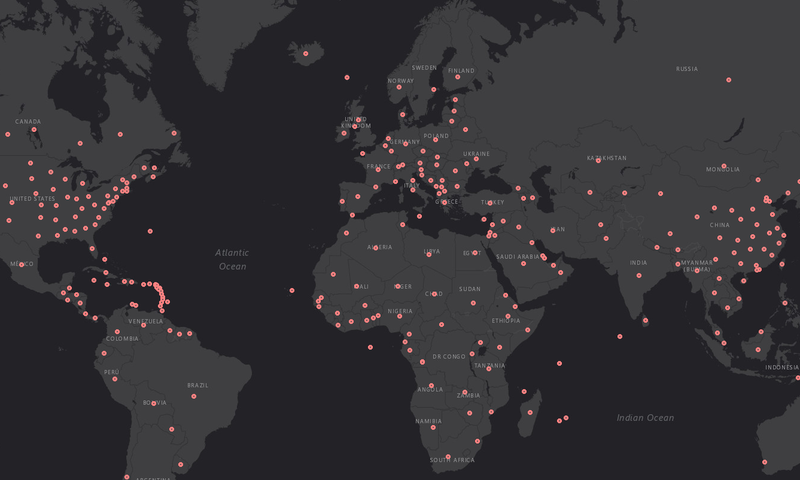 SWEDEN
FINLAND
NORWAY
RUSSIA
CANADA
UNITED
KINGDOM
POLAND
GERMANY
UKRAINE
KAZAKHSTAN
MONGOLIA
FRANCE
ITALY
UNITED STATES
GREECE
TURKEY
CHINA
IRAN
Atlantic
Ocean
ALGERIA
LIBYA
EGYPT
SAUDI ARABIA
MÉXICO
INDIA
MYANMAR
(BURMA)
MALI
NIGER
CHAD
SUDAN
NIGERIA
ETHIOPIA
VENEZUELA
COLOMBIA
DR CONGO
TANZANIA
INDONESIA
PERÚ
BRAZIL
ANGOLA
ZAMBIA
BOLIVIA
Indian Ocean
NAMIBIA
SOUTH AFRICA
ARGENTINA